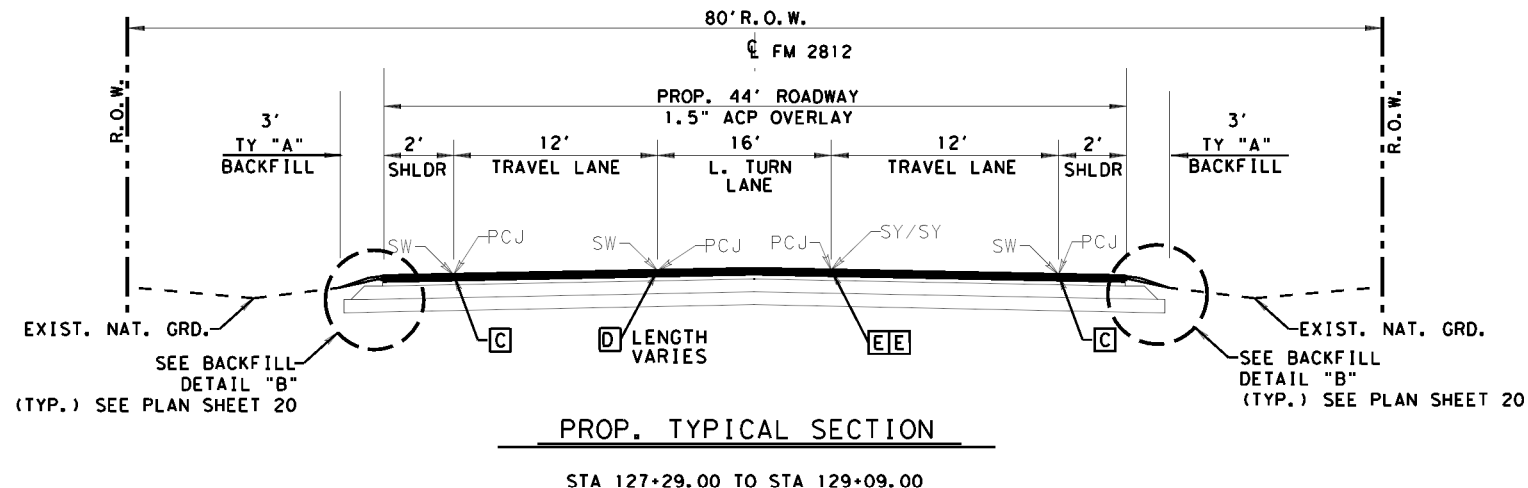 80' R.O.W.
℄ FM 2812
R.O.W.
R.O.W.
PROP. 44' ROADWAY
1.5" ACP OVERLAY
3'
TY "A"
BACKFILL
2'
SHLDR
12'
TRAVEL LANE
16'
L. TURN
LANE
12'
TRAVEL LANE
2'
SHLDR
3'
TY "A"
BACKFILL
SW
PCJ
SW
PCJ
PCJ
SY/SY
SW
PCJ
EXIST. NAT. GRD.
C
D LENGTH
VARIES
E E
C
EXIST. NAT. GRD.
SEE BACKFILL
DETAIL "B"
(TYP.) SEE PLAN SHEET 20
SEE BACKFILL
DETAIL "B"
(TYP.) SEE PLAN SHEET 20
PROP. TYPICAL SECTION
STA 127+29.00 TO STA 129+09.00